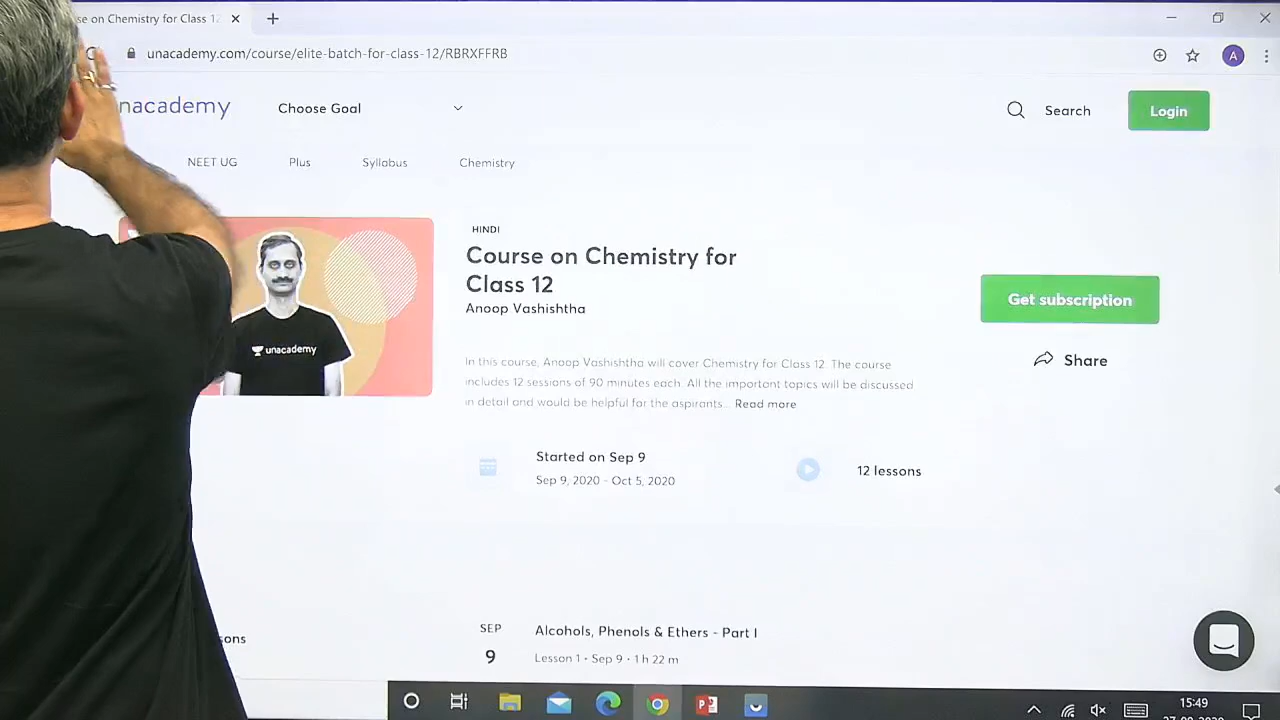 se on Chemistry for Class 12
unacademy.com/course/elite-batch-for-class-12/RBRXFFRB
A
unacademy
Choose Goal
Search
Login
NEET UG
Plus
Syllabus
Chemistry
HINDI
Course on Chemistry for
Class 12
Anoop Vashishtha
unacademy
Get subscription
Share
In this course, Anoop Vashishtha will cover Chemistry for Class 12. The course
includes 12 sessions of 90 minutes each. All the important topics will be discussed
in detail and would be helpful for the aspirants... Read more
Started on Sep 9
Sep 9, 2020 - Oct 5, 2020
12 lessons
ons
SEP
9
Alcohols, Phenols & Ethers - Part I
Lesson 1 • Sep 9 • 1 h 22 m
15:49